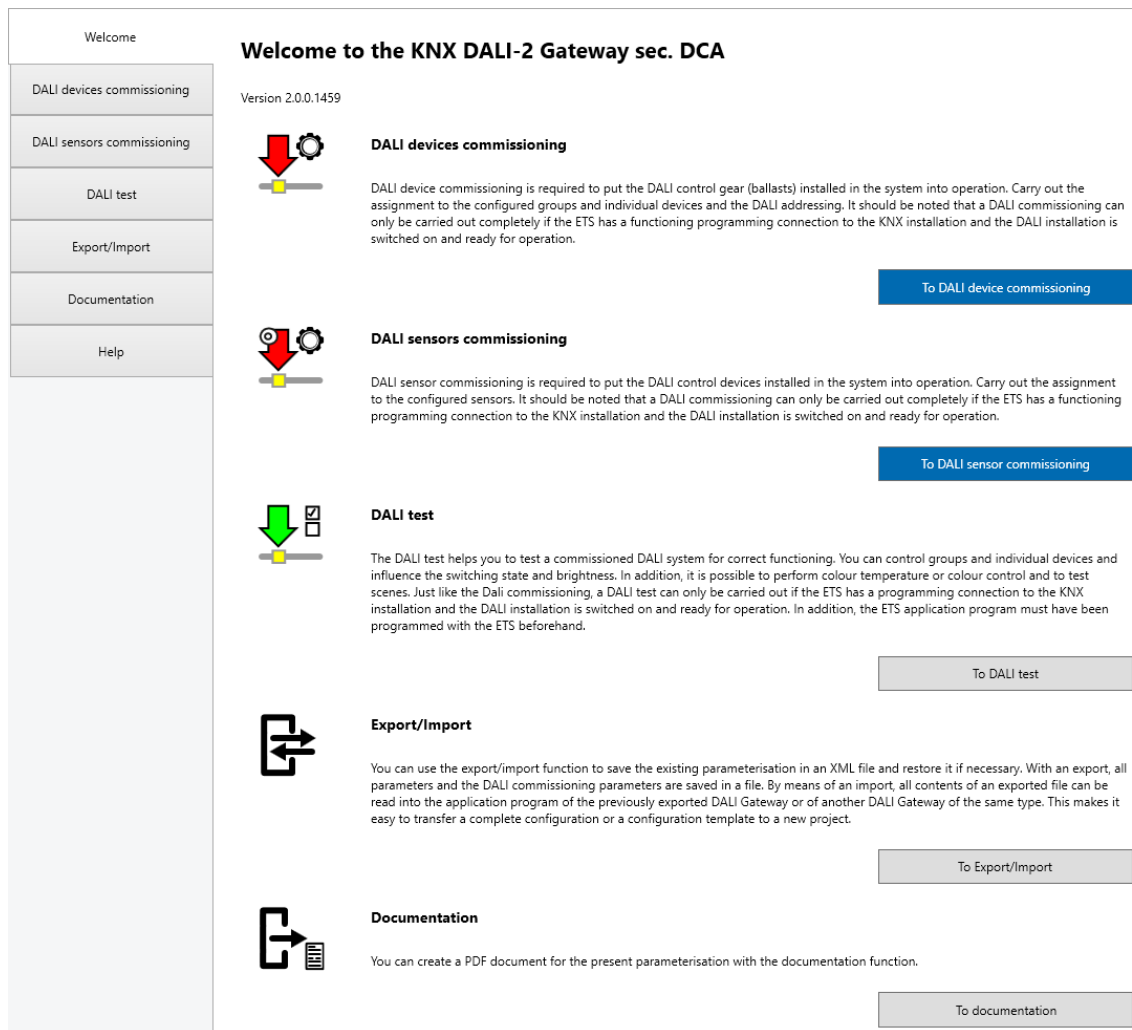 Welcome
DALI devices commissioning
DALI sensors commissioning
DALI test
Export/Import
Documentation
Help
Welcome to the KNX DALI-2 Gateway sec. DCA
Version 2.0.0.1459
DALI devices commissioning
DALI device commissioning is required to put the DALI control gear (ballasts) installed in the system into operation. Carry out the
assignment to the configured groups and individual devices and the DALI addressing. It should be noted that a DALI commissioning can
only be carried out completely if the ETS has a functioning programming connection to the KNX installation and the DALI installation is
switched on and ready for operation.
To DALI device commissioning
DALI sensors commissioning
DALI sensor commissioning is required to put the DALI control devices installed in the system into operation. Carry out the assignment
to the configured sensors. It should be noted that a DALI commissioning can only be carried out completely if the ETS has a functioning
programming connection to the KNX installation and the DALI installation is switched on and ready for operation.
To DALI sensor commissioning
DALI test
The DALI test helps you to test a commissioned DALI system for correct functioning. You can control groups and individual devices and
influence the switching state and brightness. In addition, it is possible to perform colour temperature or colour control and to test
scenes. Just like the Dali commissioning, a DALI test can only be carried out if the ETS has a programming connection to the KNX
installation and the DALI installation is switched on and ready for operation. In addition, the ETS application program must have been
programmed with the ETS beforehand.
To DALI test
Export/Import
You can use the export/import function to save the existing parameterisation in an XML file and restore it if necessary. With an export, all
parameters and the DALI commissioning parameters are saved in a file. By means of an import, all contents of an exported file can be
read into the application program of the previously exported DALI Gateway or of another DALI Gateway of the same type. This makes it
easy to transfer a complete configuration or a configuration template to a new project.
To Export/Import
Documentation
You can create a PDF document for the present parameterisation with the documentation function.
To documentation